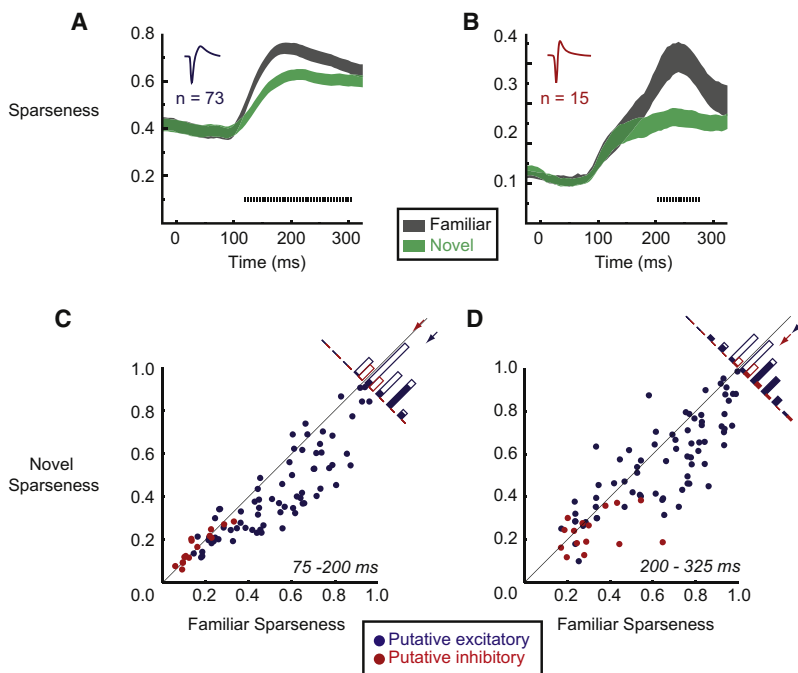 A
B
Sparseness
0.8
0.6
0.4
0.2
n = 73
0
100
200
300
Time (ms)
0.4
0.3
0.2
0.1
n = 15
0
100
200
300
Time (ms)
Familiar
Novel
C
D
Novel
Sparseness
1.0
0.8
0.6
0.4
0.2
0.0
0.2
0.4
0.6
0.8
1.0
75 -200 ms
Familiar Sparseness
1.0
0.8
0.6
0.4
0.2
0.0
0.2
0.4
0.6
0.8
1.0
200 - 325 ms
Familiar Sparseness
Putative excitatory
Putative inhibitory